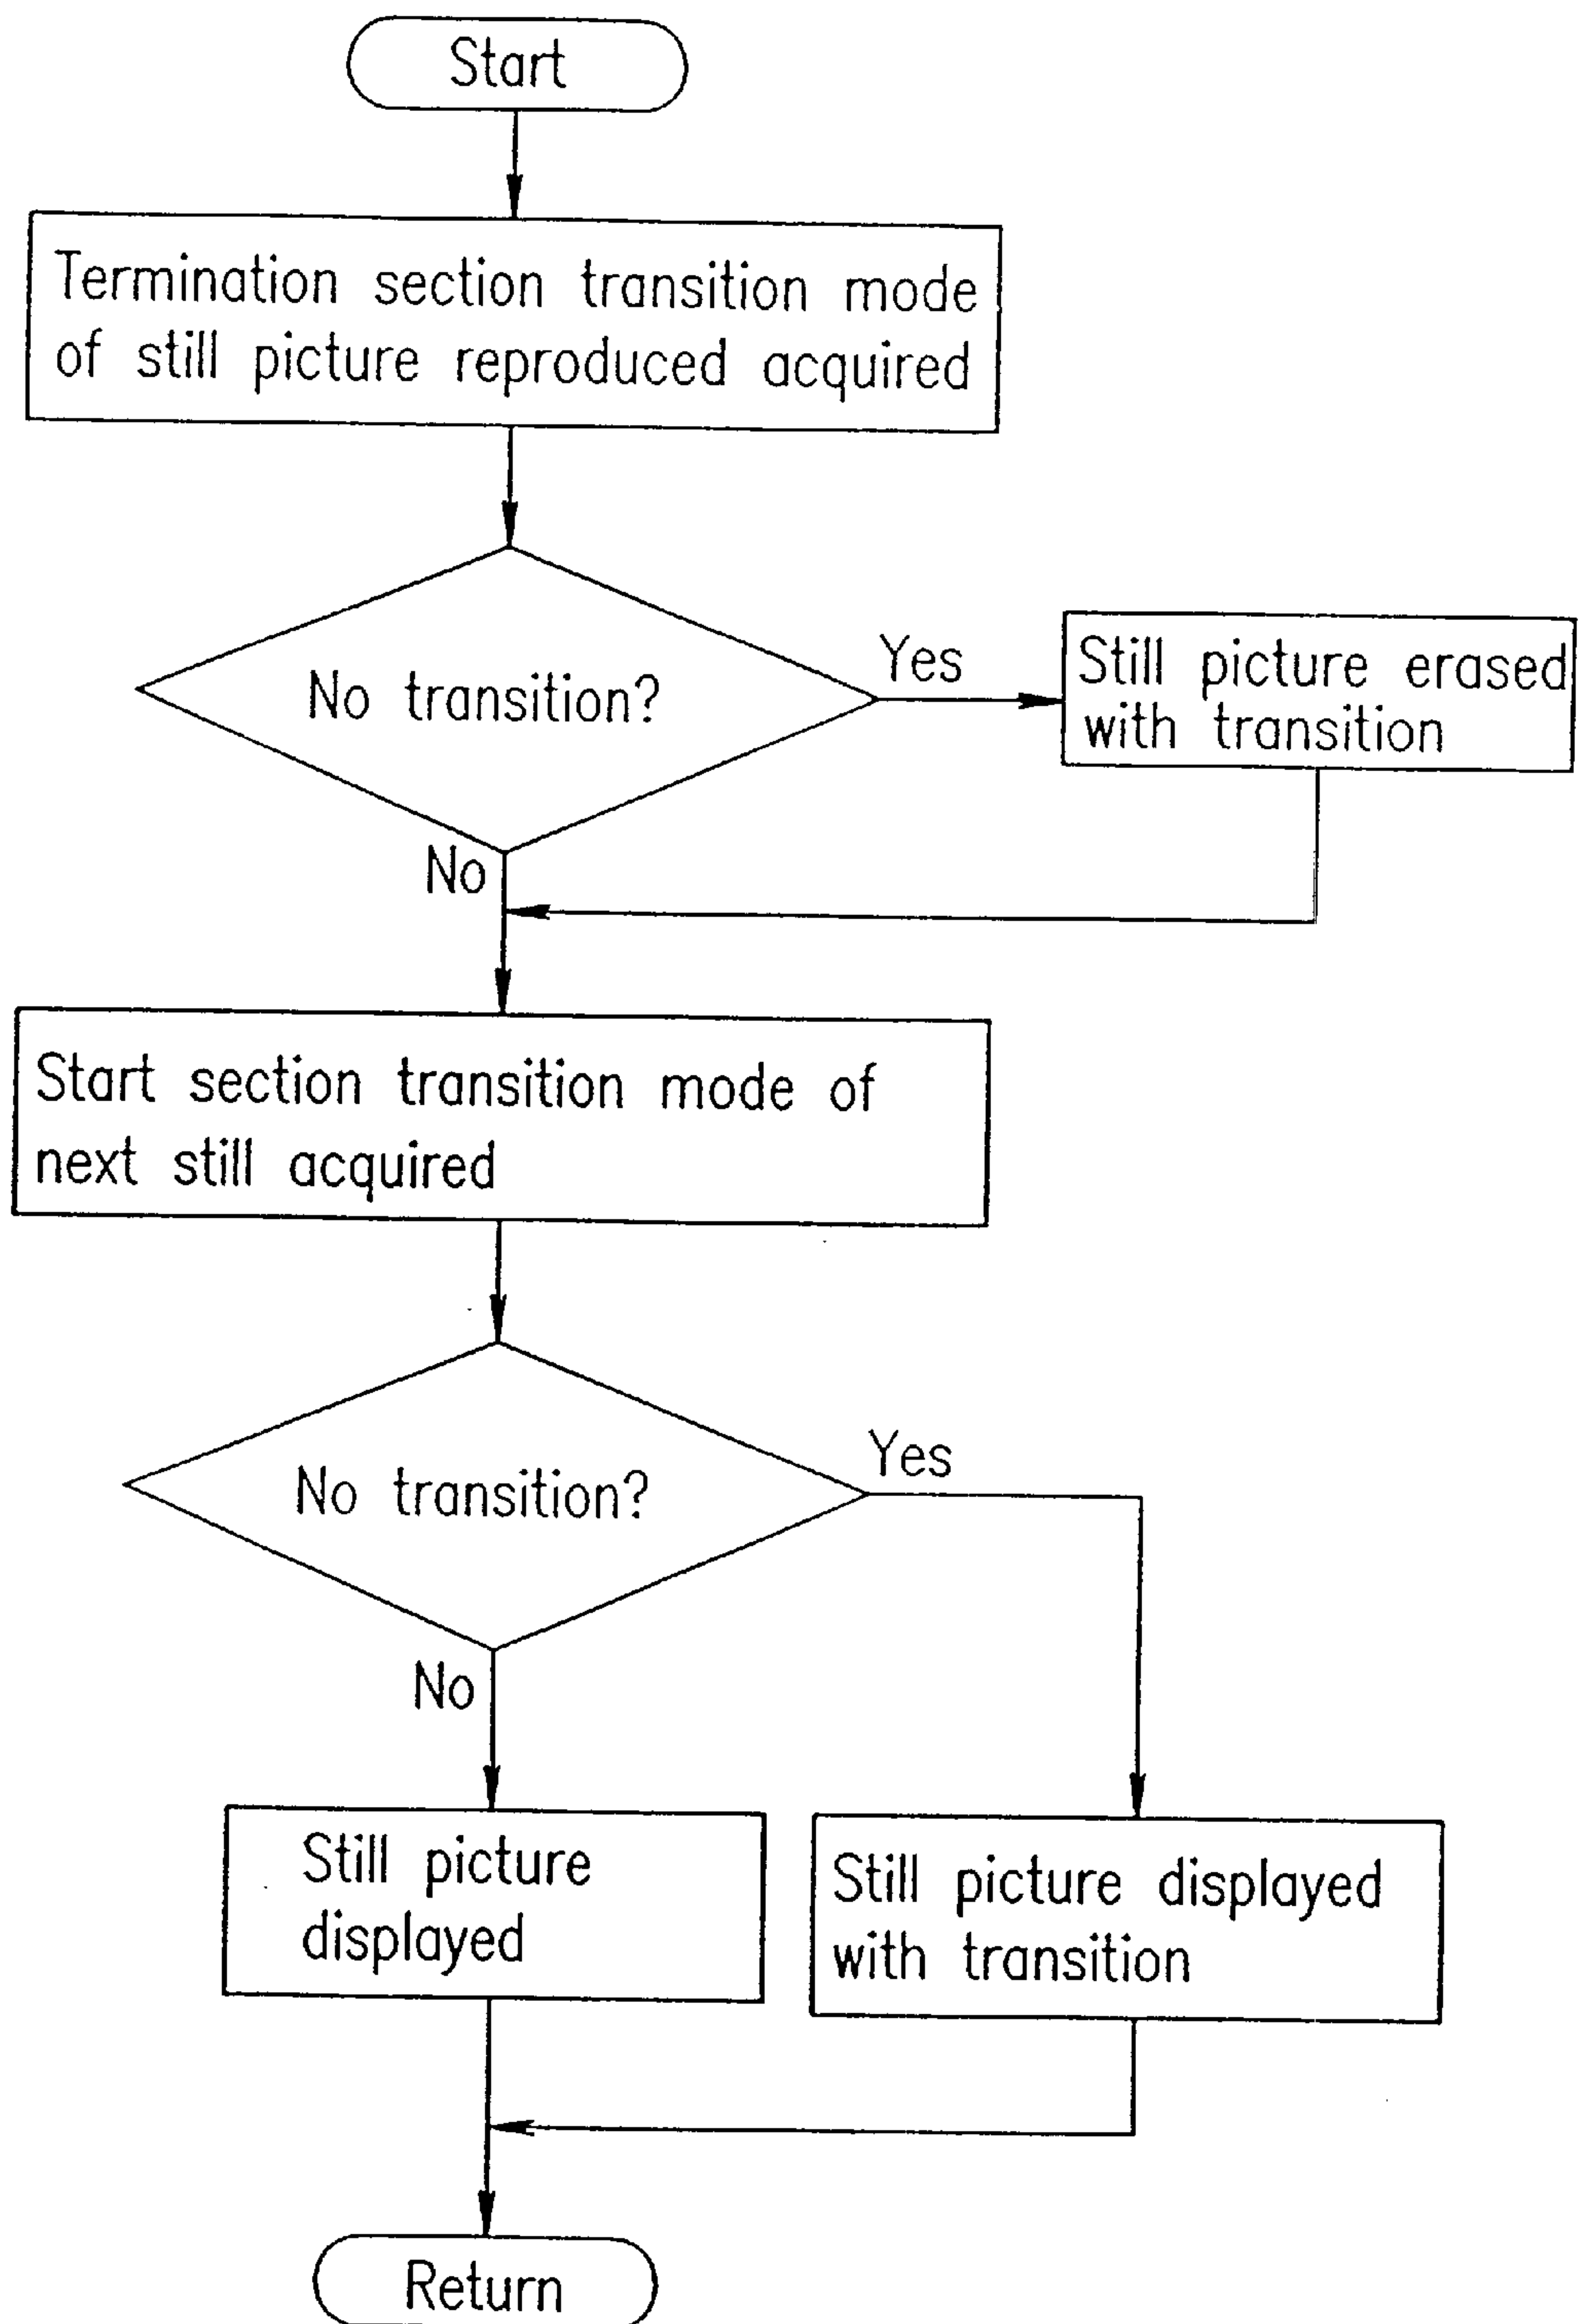 Start
Termination section transition mode
of still picture reproduced acquired
No transition?
Yes
Still picture erased
with transition
No
Start section transition mode of
next still acquired
No transition?
Yes
No
Still picture
displayed
Still picture displayed
with transition
Return